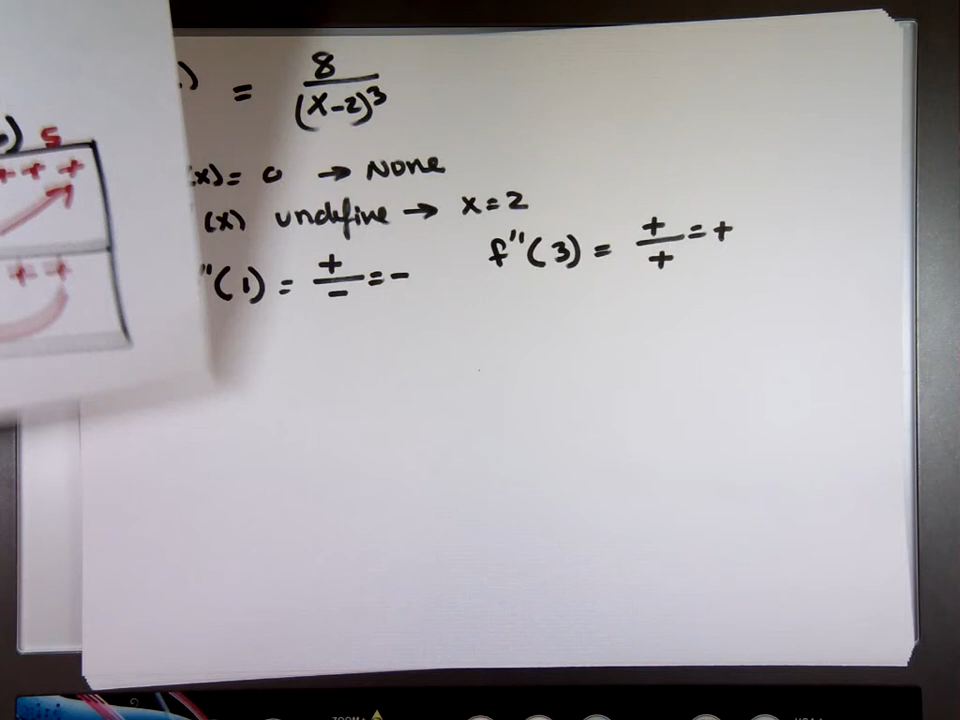 ) = 8/(x-2)³
(x) = 0 → None
(x) undefine → x=2
"(1) = +/- = -
f"(3) = +/+ = +
) 5
+ + +
+ +